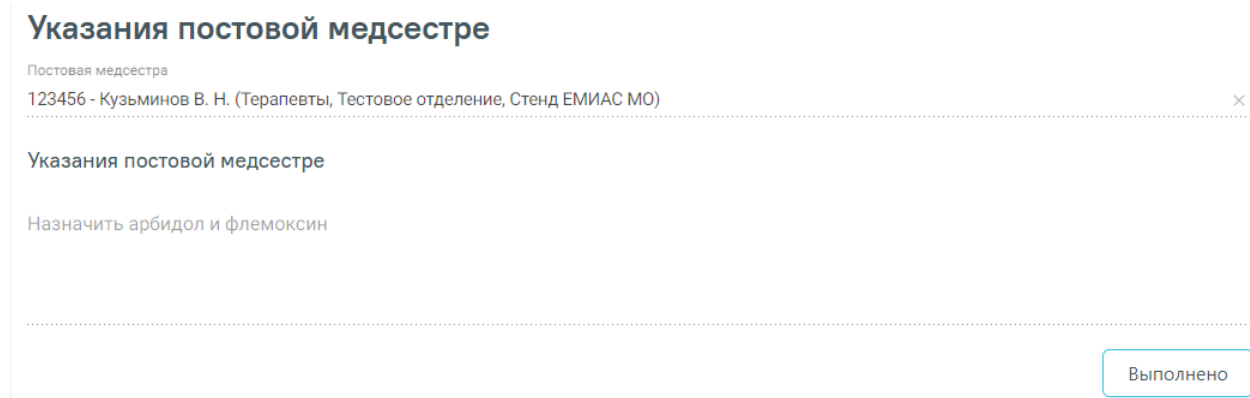 Указания постовой медсестре
Постовая медсестра
123456 - Кузьминов В. Н. (Терапевты, Тестовое отделение, Стенд ЕМИАС МО)
Указания постовой медсестре
Назначить арбидол и флемоксин
Выполнено